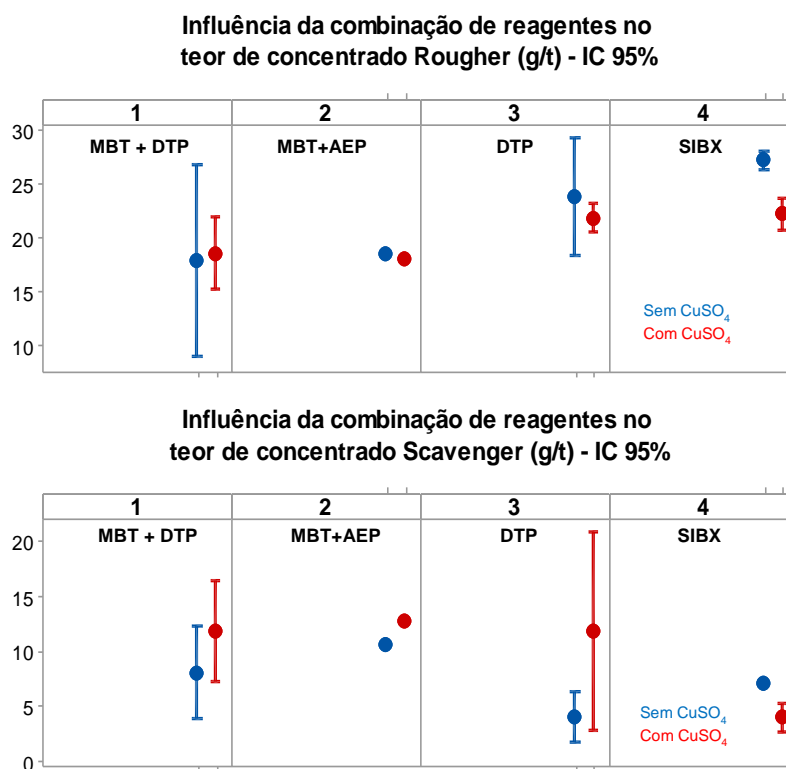 Influência da combinação de reagentes no
teor de concentrado Rougher (g/t) - IC 95%
1 2 3 4
MBT + DTP MBT+AEP DTP SIBX
30
25
20
15
10
Sem CuSO₄
Com CuSO₄
Influência da combinação de reagentes no
teor de concentrado Scavenger (g/t) - IC 95%
1 2 3 4
MBT + DTP MBT+AEP DTP SIBX
20
15
10
5
0
Sem CuSO₄
Com CuSO₄